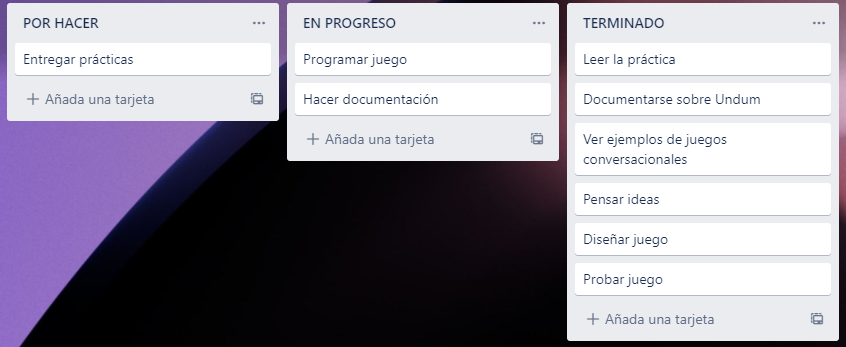 POR HACER
Entregar prácticas
Añada una tarjeta
EN PROGRESO
Programar juego
Hacer documentación
Añada una tarjeta
TERMINADO
Leer la práctica
Documentarse sobre Undum
Ver ejemplos de juegos
conversacionales
Pensar ideas
Diseñar juego
Probar juego
Añada una tarjeta